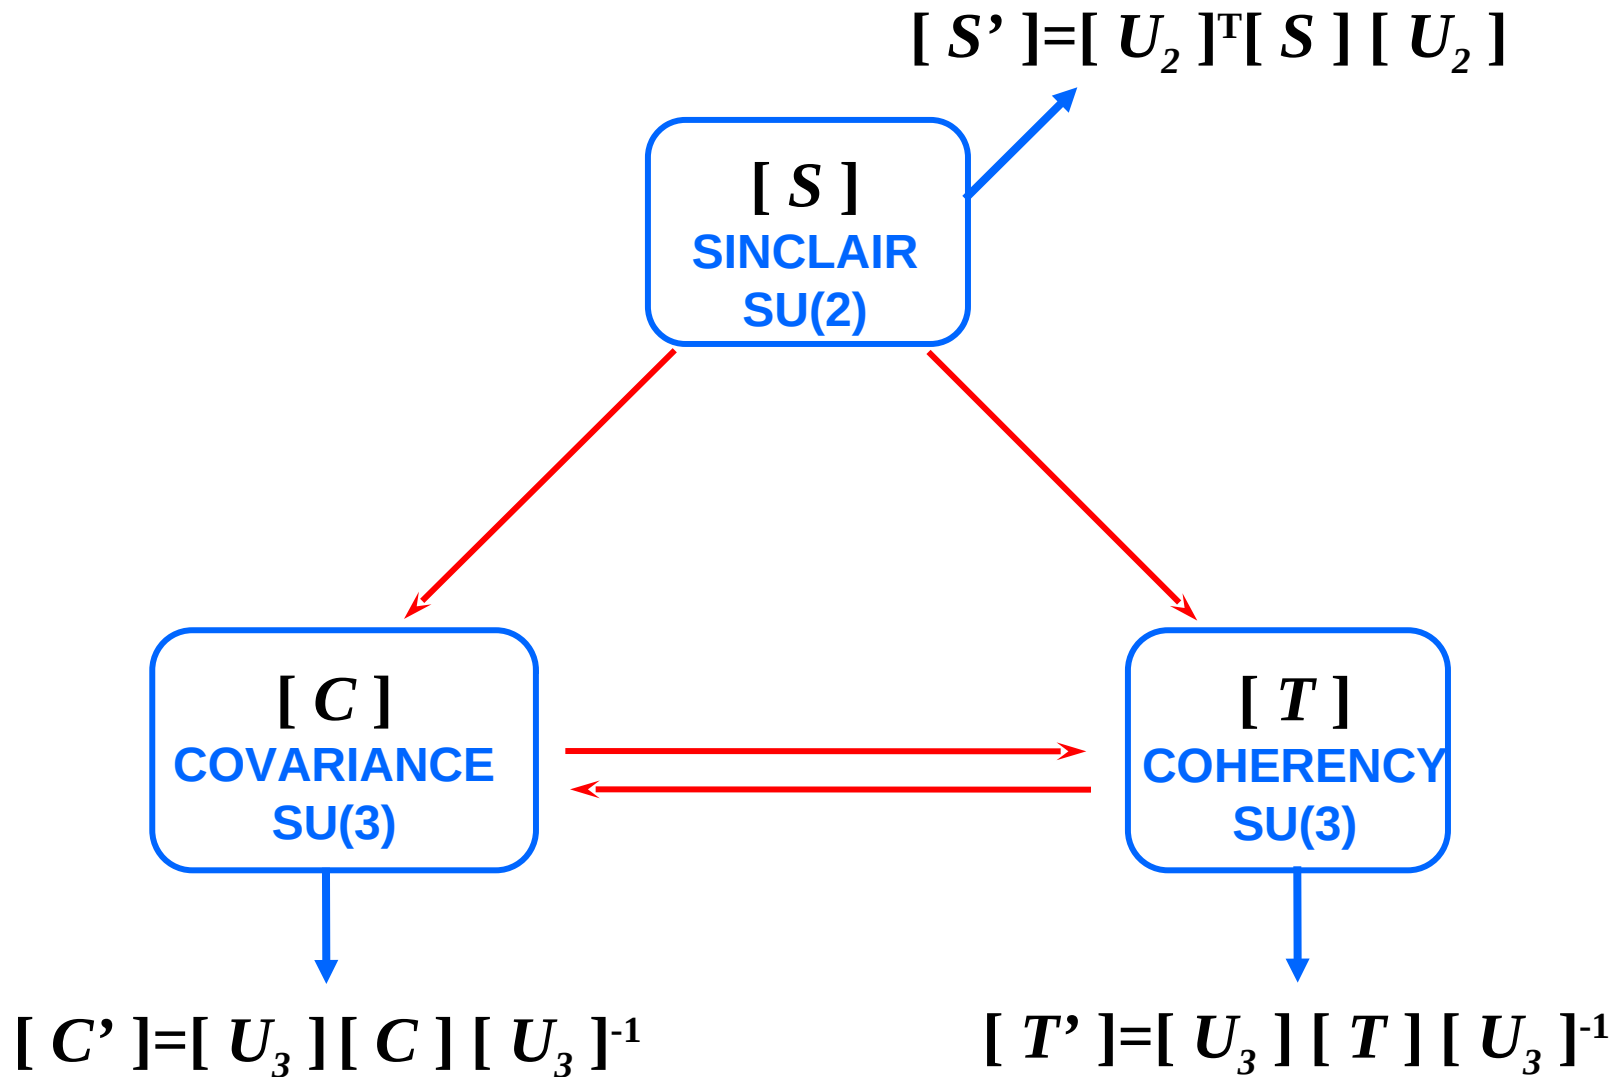 [ S’ ]=[ U2 ]T[ S ] [ U2 ]
[ S ]
SINCLAIR
SU(2)
[ C ]
COVARIANCE
SU(3)
[ T ]
COHERENCY
SU(3)
[ C’ ]=[ U3 ] [ C ] [ U3 ]-1
[ T’ ]=[ U3 ] [ T ] [ U3 ]-1